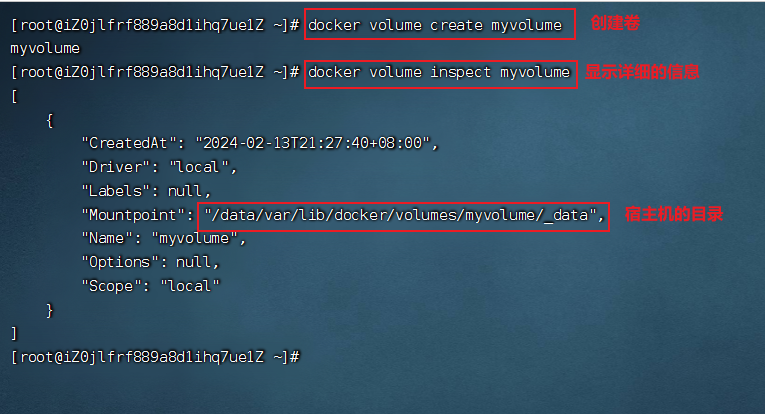 [root@iZ0jlfrf889a8d1ihq7ue1Z ~]# docker volume create myvolume 创建卷
myvolume
[root@iZ0jlfrf889a8d1ihq7ue1Z ~]# docker volume inspect myvolume 显示详细的信息
[
    {
        "CreatedAt": "2024-02-13T21:27:40+08:00",
        "Driver": "local",
        "Labels": null,
        "Mountpoint": "/data/var/lib/docker/volumes/myvolume/_data", 宿主机的目录
        "Name": "myvolume",
        "Options": null,
        "Scope": "local"
    }
]
[root@iZ0jlfrf889a8d1ihq7ue1Z ~]#